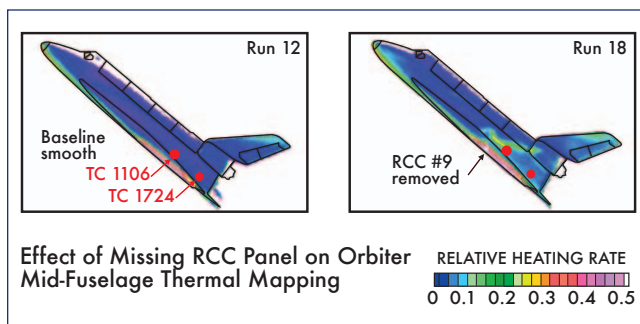 Run 12
Baseline
smooth
TC 1106
TC 1724
Run 18
RCC #9
removed
Effect of Missing RCC Panel on Orbiter
Mid-Fuselage Thermal Mapping
RELATIVE HEATING RATE
0 0.1 0.2 0.3 0.4 0.5